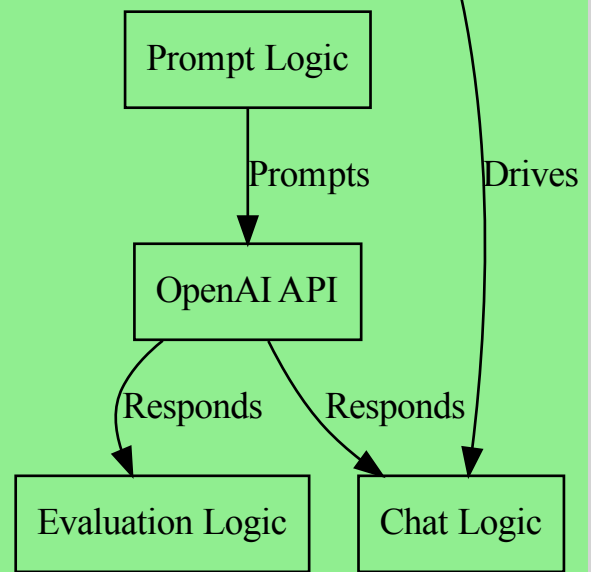 Prompt Logic
Prompts
Drives
OpenAI API
Responds
Responds
Evaluation Logic
Chat Logic